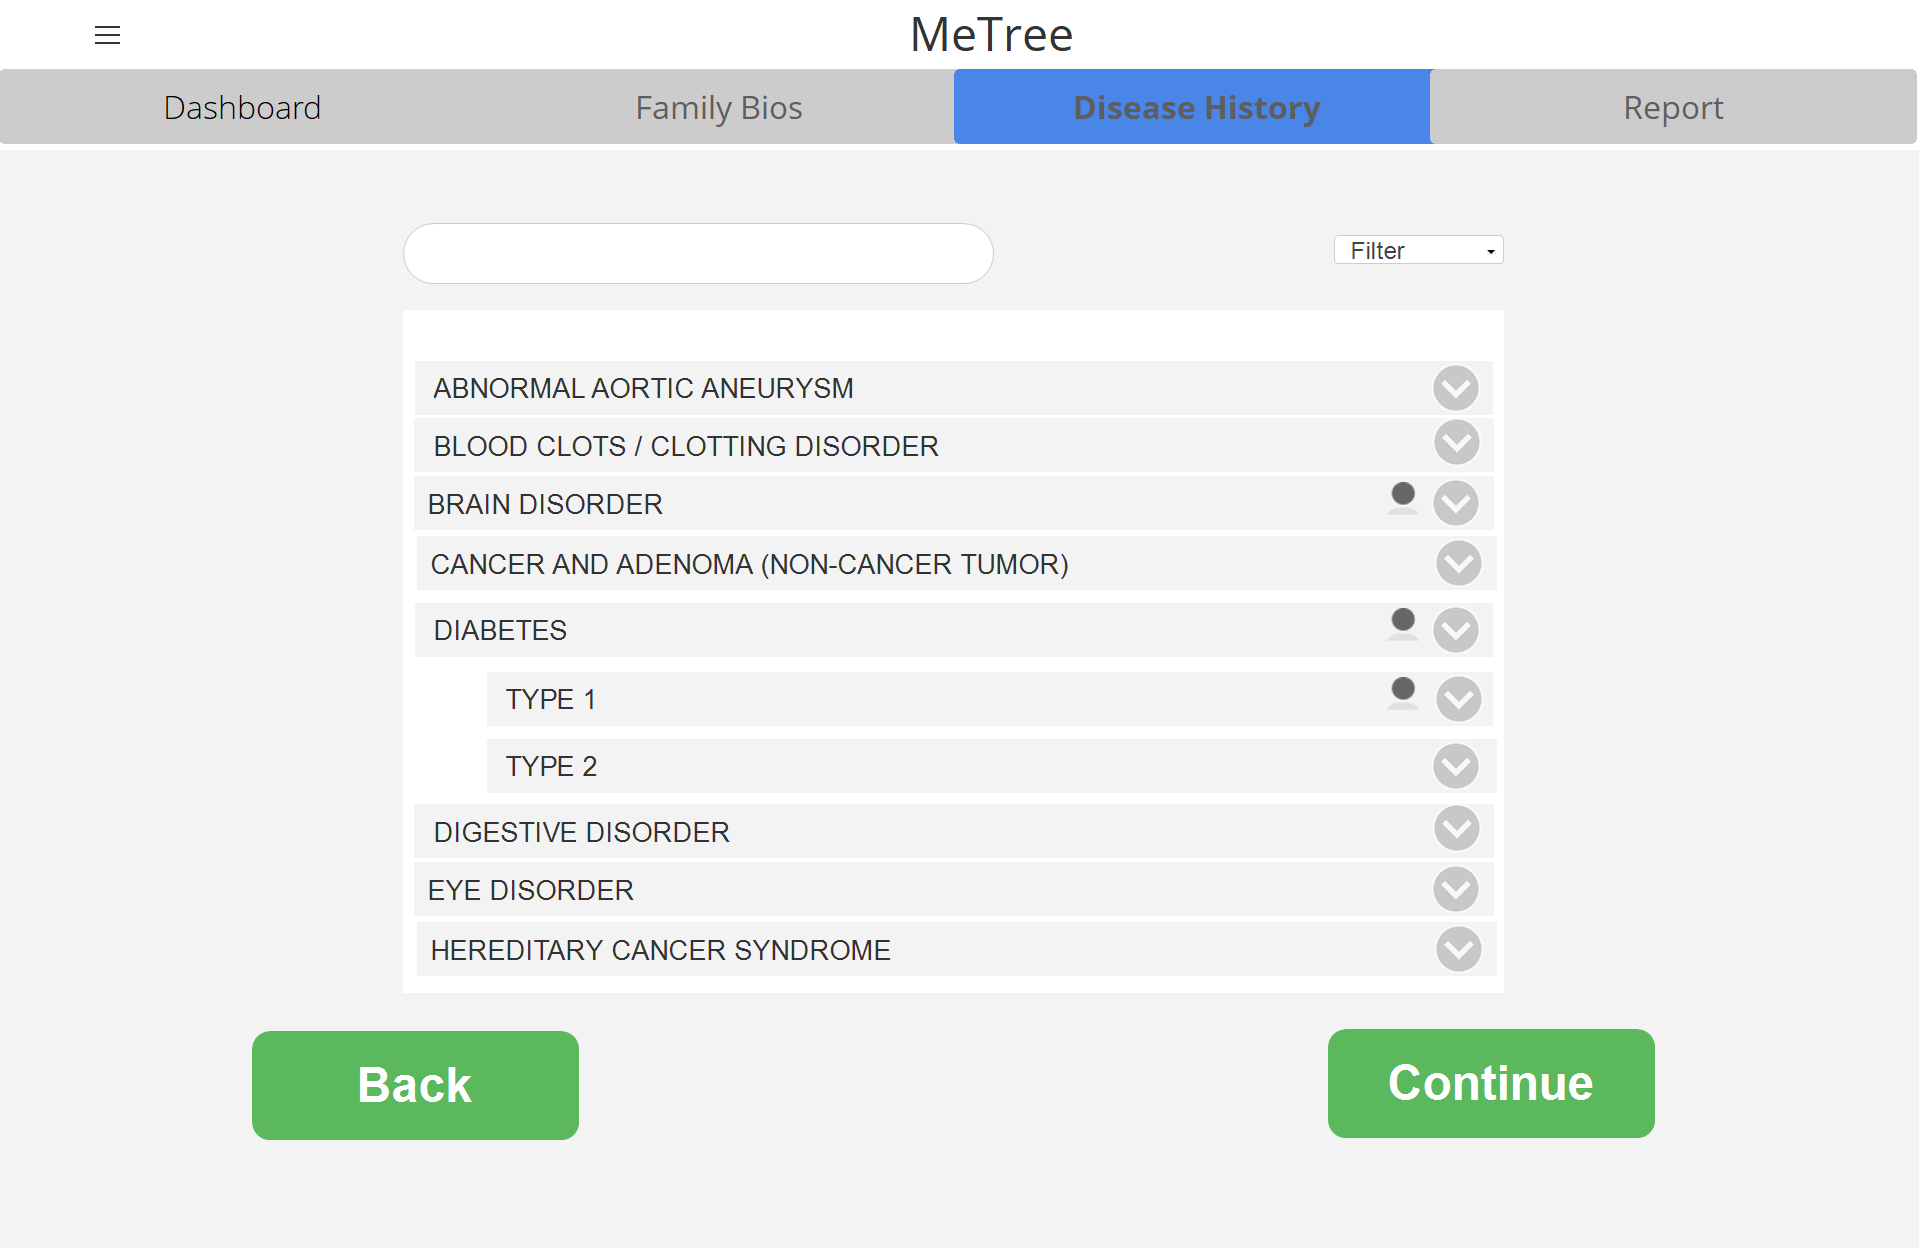 MeTree
Dashboard
Family Bios
Disease History
Report
Filter
ABNORMAL AORTIC ANEURYSM
BLOOD CLOTS / CLOTTING DISORDER
BRAIN DISORDER
CANCER AND ADENOMA (NON-CANCER TUMOR)
DIABETES
TYPE 1
TYPE 2
DIGESTIVE DISORDER
EYE DISORDER
HEREDITARY CANCER SYNDROME
Back
Continue